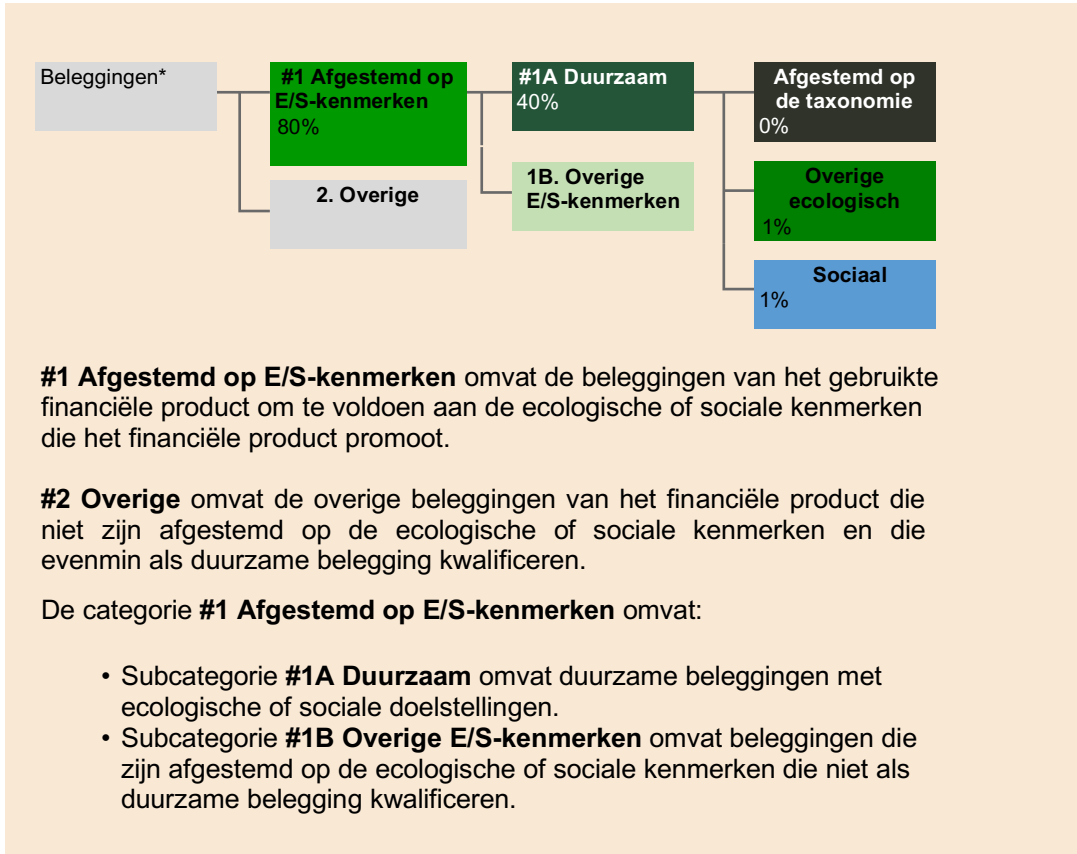 Beleggingen*
#1 Afgestemd op
E/S-kenmerken
80%
2. Overige
#1A Duurzaam
40%
1B. Overige
E/S-kenmerken
Afgestemd op
de taxonomie
0%
Overige
ecologisch
1%
Sociaal
1%
#1 Afgestemd op E/S-kenmerken omvat de beleggingen van het gebruikte
financiële product om te voldoen aan de ecologische of sociale kenmerken
die het financiële product promoot.
#2 Overige omvat de overige beleggingen van het financiële product die
niet zijn afgestemd op de ecologische of sociale kenmerken en die
evenmin als duurzame belegging kwalificeren.
De categorie #1 Afgestemd op E/S-kenmerken omvat:
• Subcategorie #1A Duurzaam omvat duurzame beleggingen met
ecologische of sociale doelstellingen.
• Subcategorie #1B Overige E/S-kenmerken omvat beleggingen die
zijn afgestemd op de ecologische of sociale kenmerken die niet als
duurzame belegging kwalificeren.